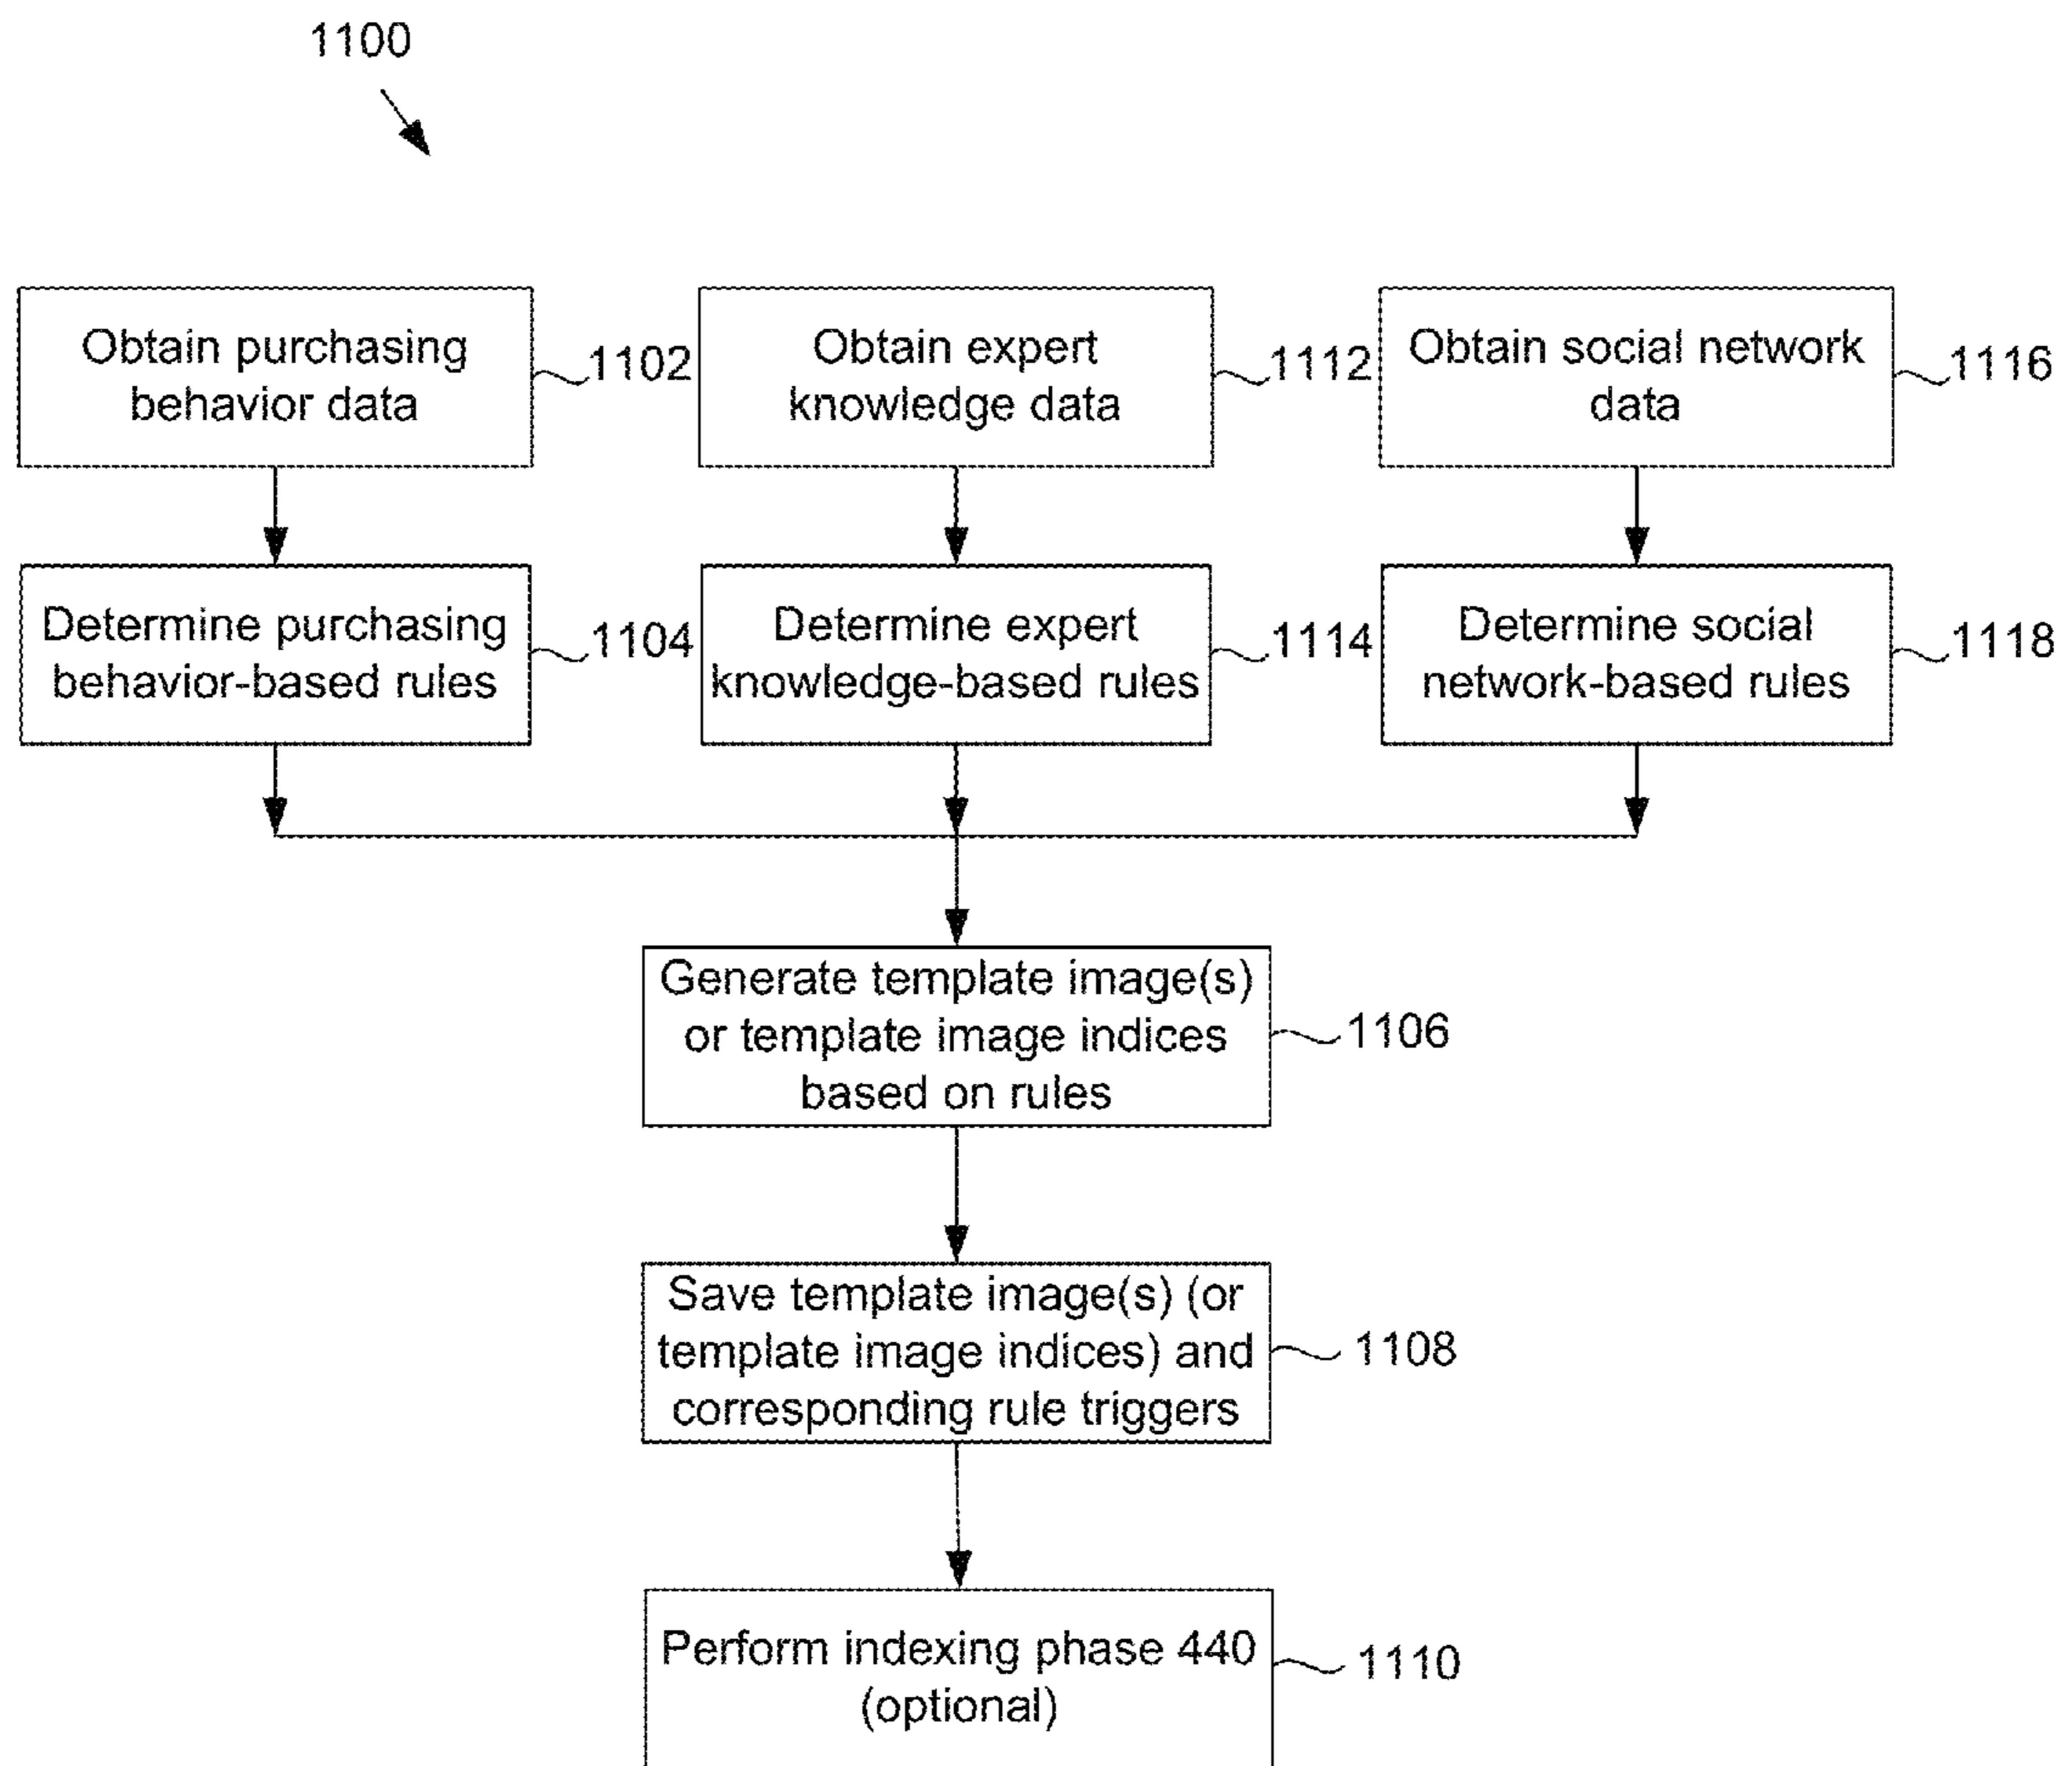 1100
Obtain purchasing
behavior data
1102
Obtain expert
knowledge data
1112
Obtain social network
data
1116
Determine purchasing
behavior-based rules
1104
Determine expert
knowledge-based rules
1114
Determine social
network-based rules
1118
Generate template image(s)
or template image indices
based on rules
1106
Save template image(s) (or
template image indices) and
corresponding rule triggers
1108
Perform indexing phase 440
(optional)
1110